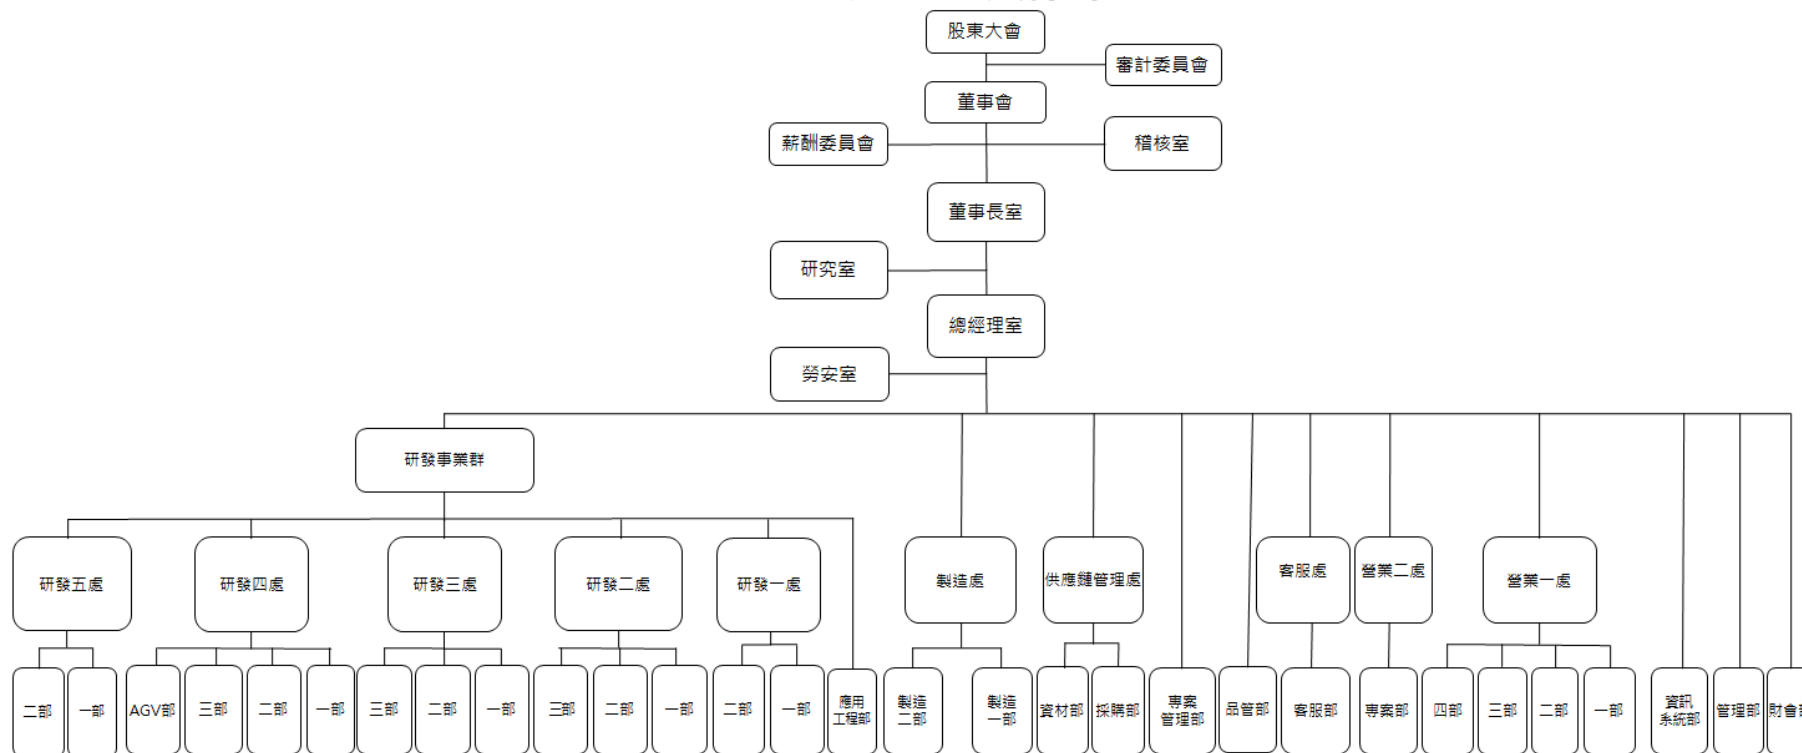 股東大會
審計委員會
董事會
薪酬委員會
稽核室
董事長室
研究室
總經理室
勞安室
研發事業群
研發五處
研發四處
研發三處
研發二處
研發一處
製造處
供應鏈管理處
客服處
營業二處
營業一處
二部
一部
AGV部
三部
二部
一部
三部
二部
一部
三部
二部
一部
二部
一部
應用
工程部
製造
二部
製造
一部
資材部
採購部
專案
管理部
品管部
客服部
專案部
四部
三部
二部
一部
資訊
系統部
管理部
財會部